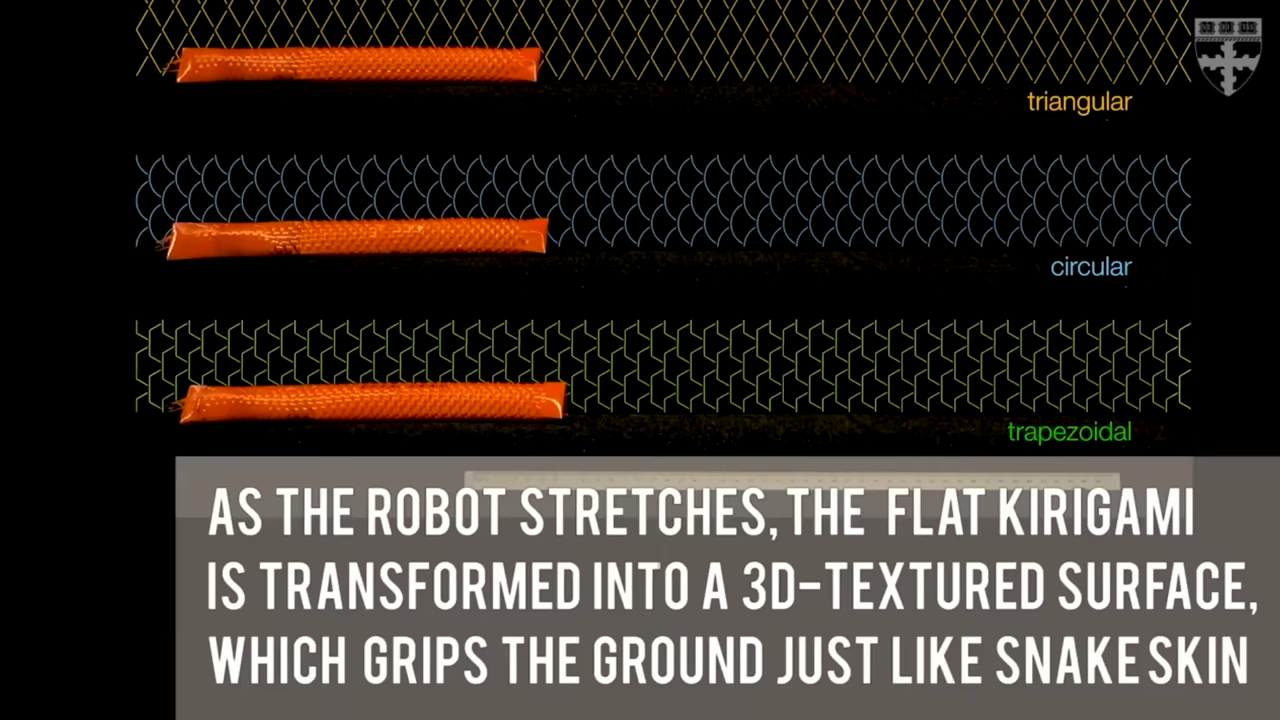 triangular
circular
trapezoidal
AS THE ROBOT STRETCHES, THE FLAT KIRIGAMI
IS TRANSFORMED INTO A 3D-TEXTURED SURFACE,
WHICH GRIPS THE GROUND JUST LIKE SNAKE SKIN